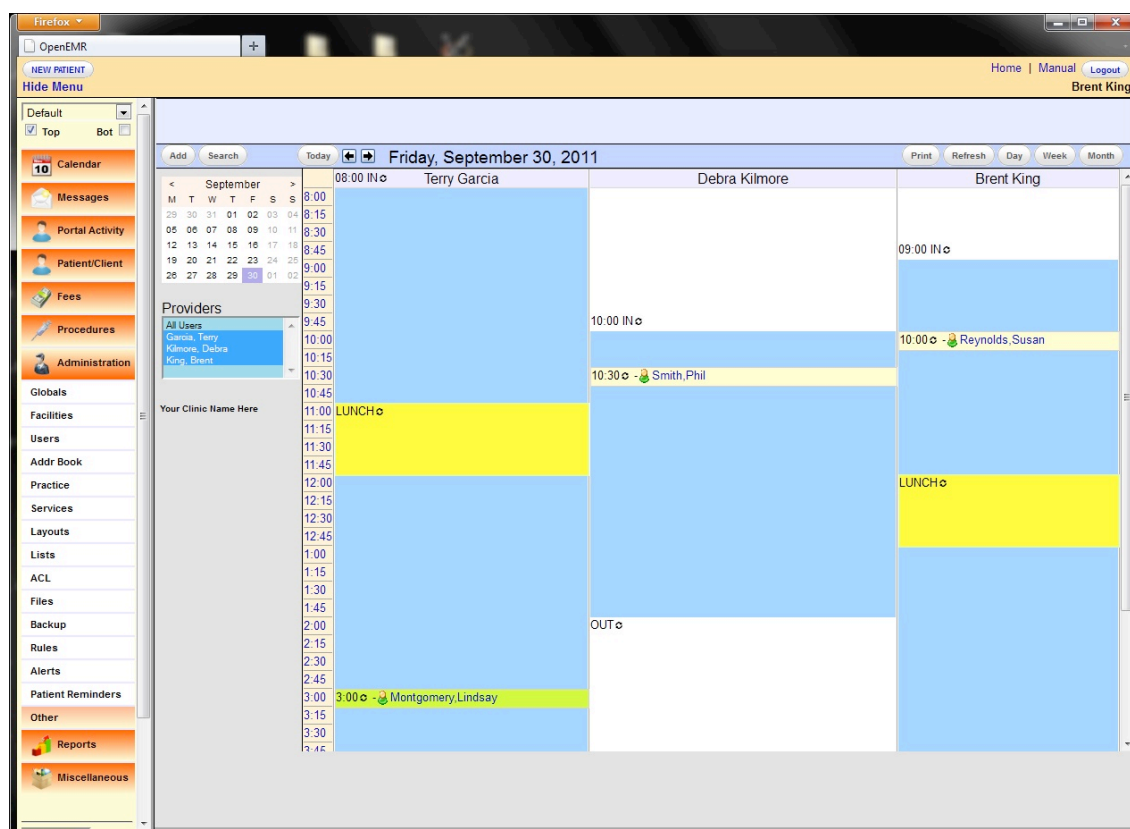 Firefox
OpenEMR
NEW PATIENT
Home | Manual Logout
Hide Menu
Brent King
Default
Top Bot
Calendar
10
Messages
Portal Activity
Patient/Client
Fees
Procedures
Administration
Globals
Facilities
Users
Addr Book
Practice
Services
Layouts
Lists
ACL
Files
Backup
Rules
Alerts
Patient Reminders
Other
Reports
Miscellaneous
Add Search Today Friday, September 30, 2011 Print Refresh Day Week Month
< September >
M T W T F S S
29 30 31 01 02 03 04
05 06 07 08 09 10 11
12 13 14 15 16 17 18
19 20 21 22 23 24 25
26 27 28 29 30 01 02
Providers
All Users
Garcia, Terry
Kilmore, Debra
King, Brent
Your Clinic Name Here
08:00 IN Terry Garcia Debra Kilmore Brent King
8:00
8:15
8:30
8:45 09:00 IN
9:00
9:15
9:30
9:45 10:00 IN
10:00 10:00 - Reynolds,Susan
10:15
10:30 10:30 - Smith,Phil
10:45
11:00 LUNCH
11:15
11:30
11:45
12:00 LUNCH
12:15
12:30
12:45
1:00
1:15
1:30
1:45
2:00 OUT
2:15
2:30
2:45
3:00 3:00 - Montgomery,Lindsay
3:15
3:30
3:45